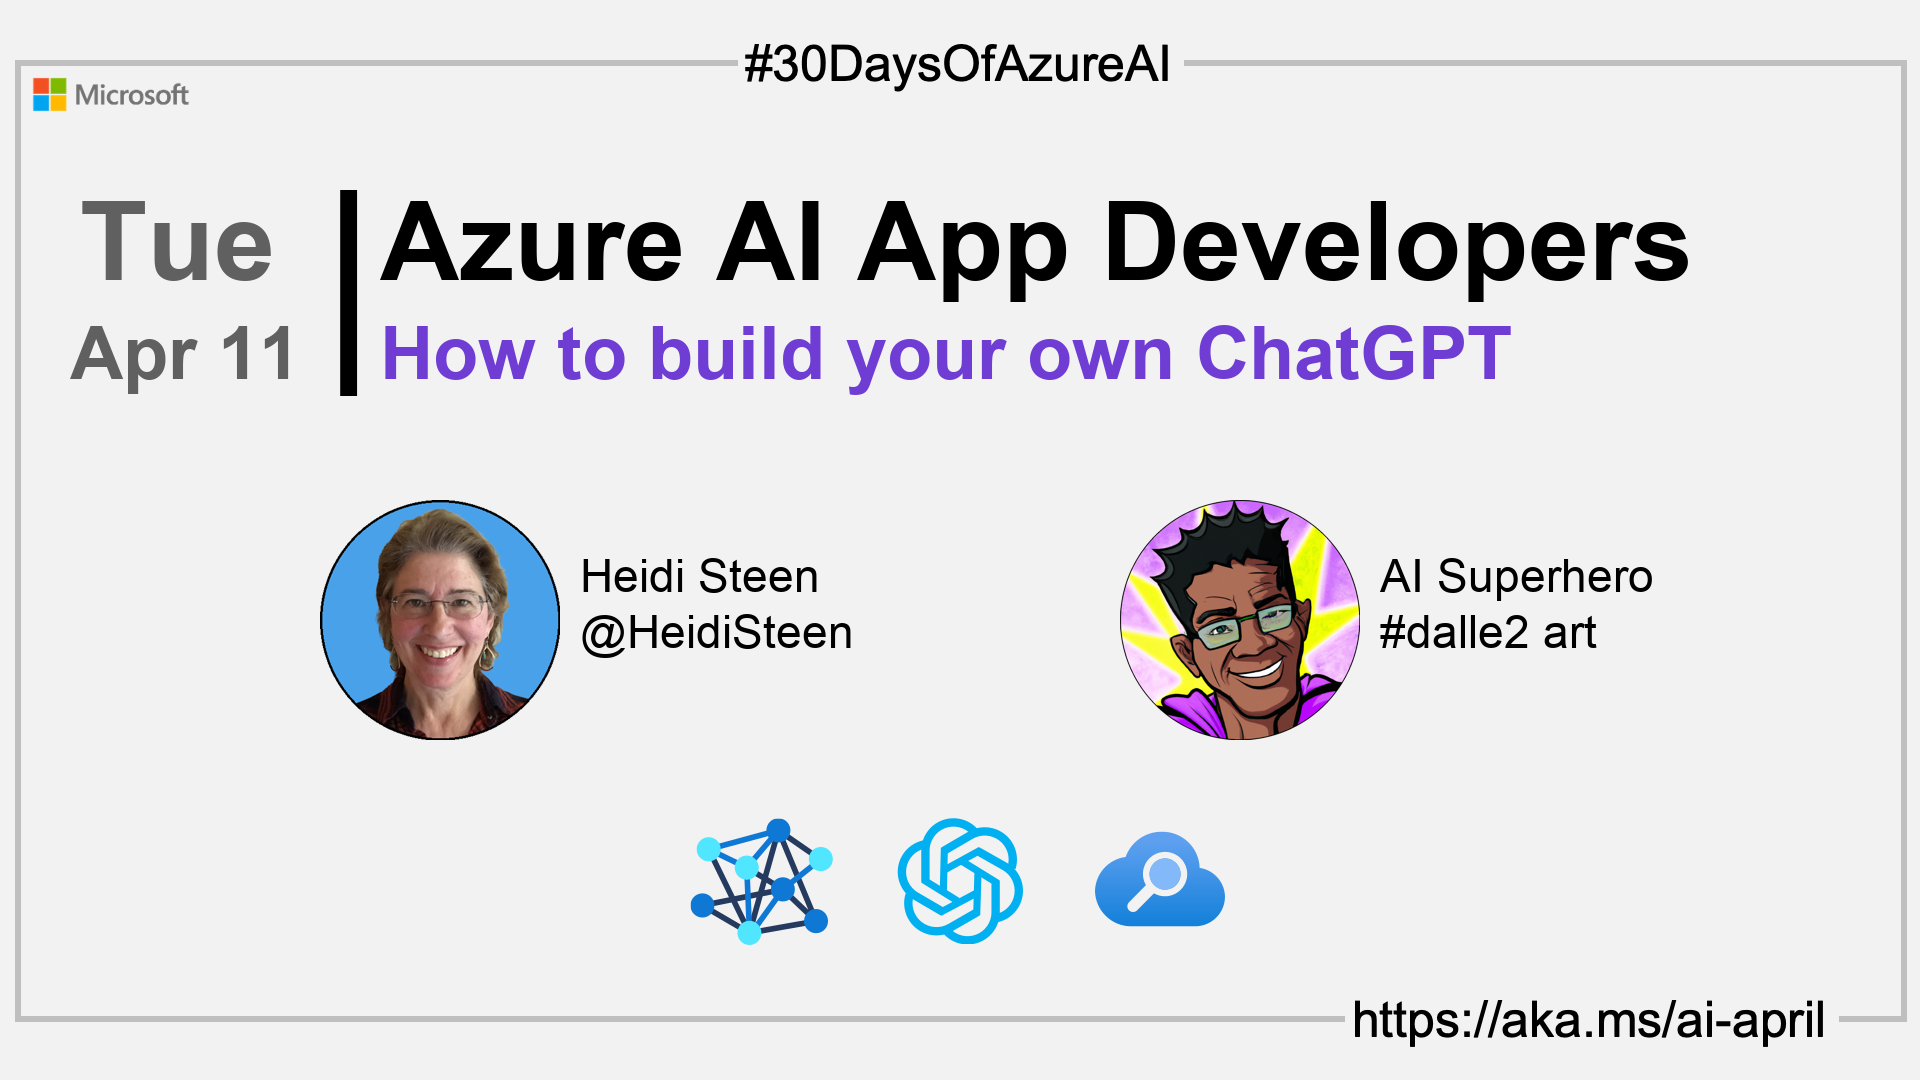 #30DaysOfAzureAI
Microsoft
Tue
Apr 11
Azure AI App Developers
How to build your own ChatGPT
Heidi Steen
@HeidiSteen
AI Superhero
#dalle2 art
https://aka.ms/ai-april